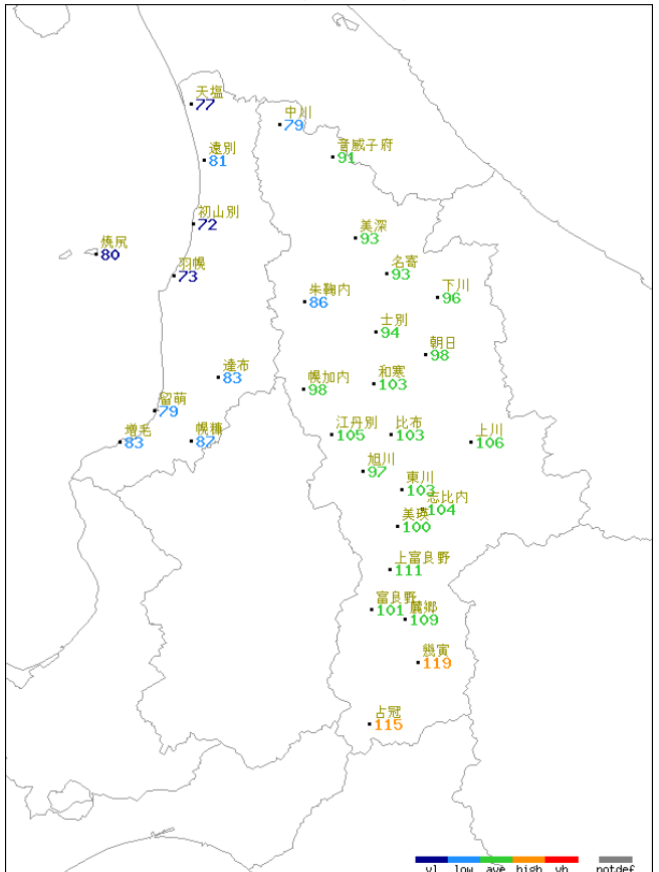 天塩
77
中川
79
音威子府
91
遠別
81
初山別
72
美深
93
焼尻
80
羽幌
73
名寄
93
下川
96
朱鞠内
86
士別
94
朝日
98
達布
83
幌加内
98
和寒
103
留萌
79
増毛
83
幌糠
87
江丹別
105
比布
103
上川
106
旭川
97
東川
103
志比内
104
美瑛
100
上富良野
111
富良野
101
麓郷
109
幾寅
119
占冠
115
vl low ave high vh notdef